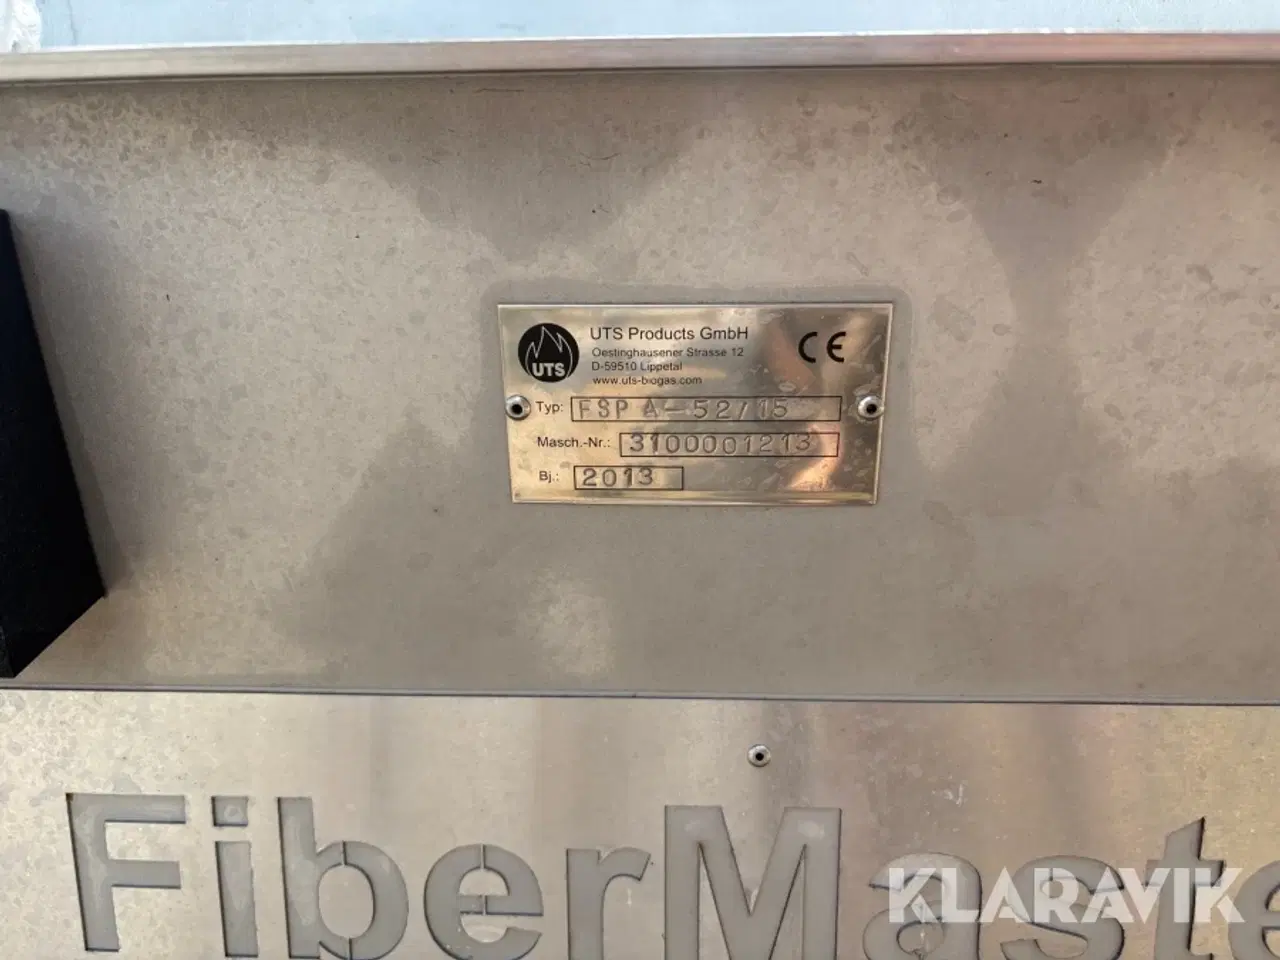 UTS
UTS Products GmbH
Oestinghausener Strasse 12
D-59510 Lippetal
www.uts-biogas.com
CE
Typ: FSP A-52/15
Masch.-Nr.: 3100001213
Bj.: 2013
FiberMaste
KLARAVIK